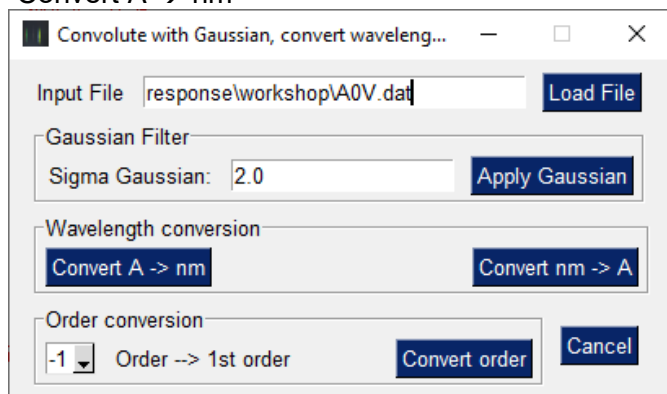 Convert A -> nm
Convolute with Gaussian, convert waveleng...
Input File response\workshop\A0V.dat Load File
Gaussian Filter
Sigma Gaussian: 2.0 Apply Gaussian
Wavelength conversion
Convert A -> nm Convert nm -> A
Order conversion
-1 Order --> 1st order Convert order Cancel